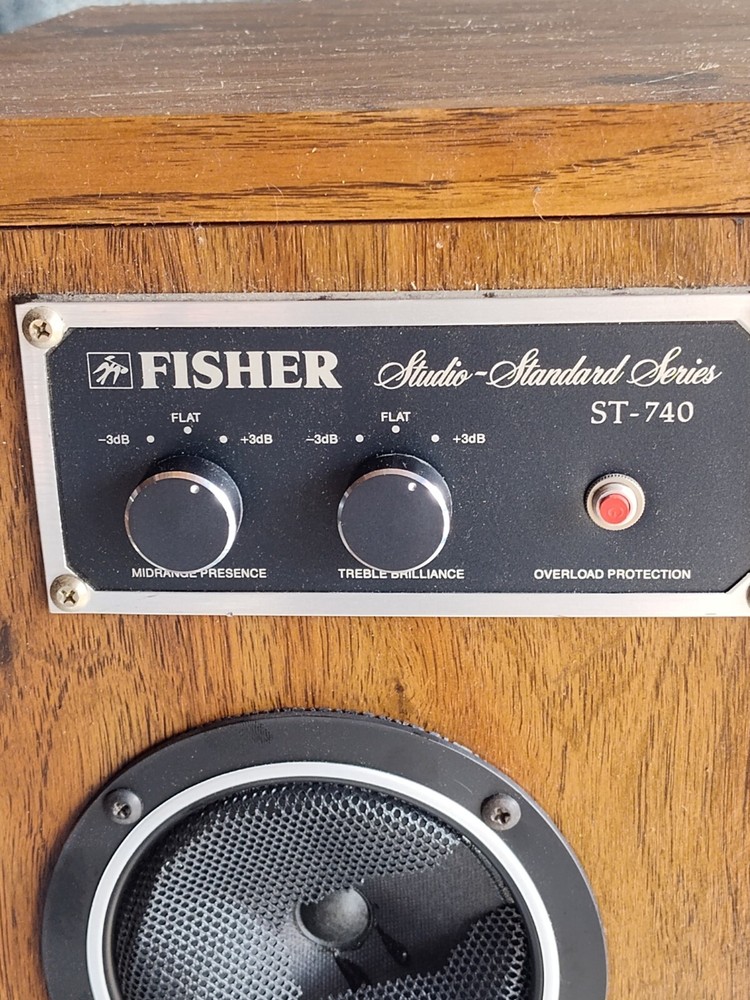 FISHER Studio-Standard Series
ST-740
FLAT FLAT
-3dB +3dB -3dB +3dB
MIDRANGE PRESENCE TREBLE BRILLIANCE OVERLOAD PROTECTION